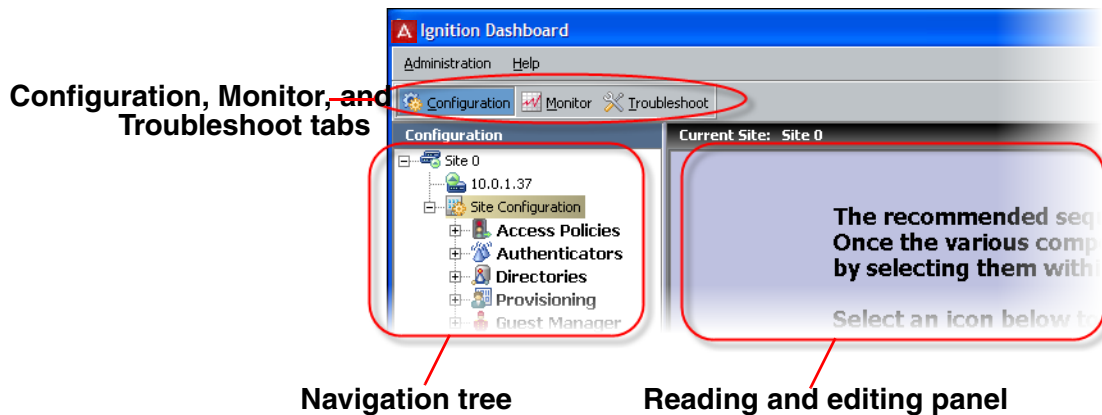 Ignition Dashboard
Administration Help
Configuration, Monitor, and
Troubleshoot tabs
Configuration Monitor Troubleshoot
Configuration
Current Site: Site 0
Site 0
10.0.1.37
Site Configuration
Access Policies
Authenticators
Directories
Provisioning
Guest Manager
The recommended seq
Once the various comp
by selecting them withi
Select an icon below to
Navigation tree
Reading and editing panel